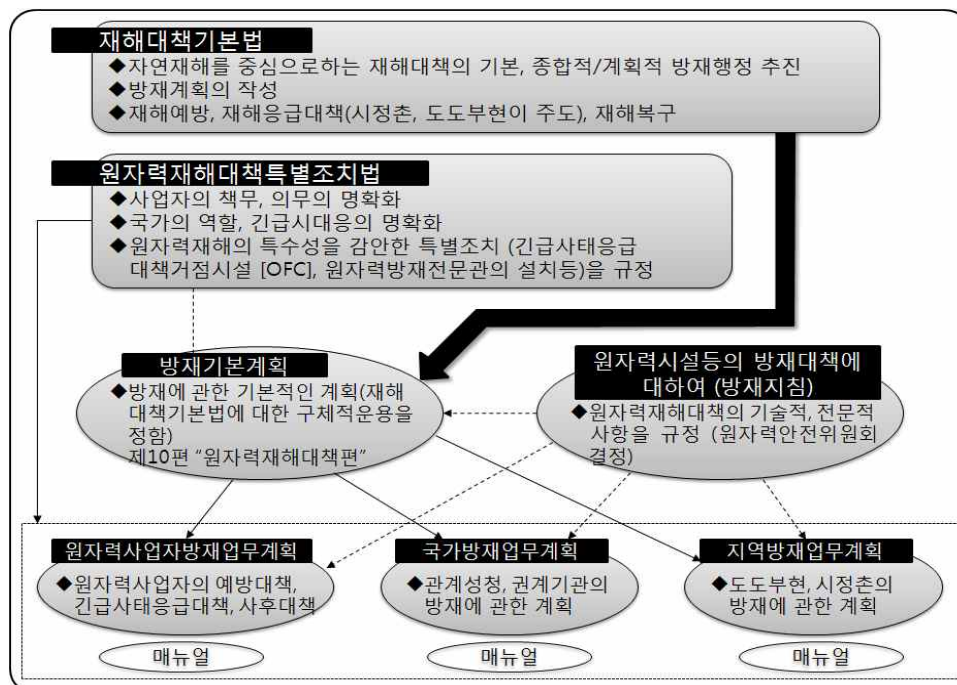 재해대책기본법
◆자연재해를 중심으로하는 재해대책의 기본, 종합적/계획적 방재행정 추진
◆방재계획의 작성
◆재해예방, 재해응급대책(시정촌, 도도부현이 주도), 재해복구
원자력재해대책특별조치법
◆사업자의 책무, 의무의 명확화
◆국가의 역할, 긴급시대응의 명확화
◆원자력재해의 특수성을 감안한 특별조치 (긴급사태응급
대책거점시설 [OFC], 원자력방재전문관의 설치등)을 규정
방재기본계획
◆방재에 관한 기본적인 계획(재해
대책기본법에 대한 구체적운용을
정함)
제10편 “원자력재해대책편”
원자력시설등의 방재대책에
대하여 (방재지침)
◆원자력재해대책의 기술적, 전문적
사항을 규정 (원자력안전위원회
결정)
원자력사업자방재업무계획
◆원자력사업자의 예방대책,
긴급사태응급대책, 사후대책
매뉴얼
국가방재업무계획
◆관계성청, 권계기관의
방재에 관한 계획
매뉴얼
지역방재업무계획
◆도도부현, 시정촌의
방재에 관한 계획
매뉴얼